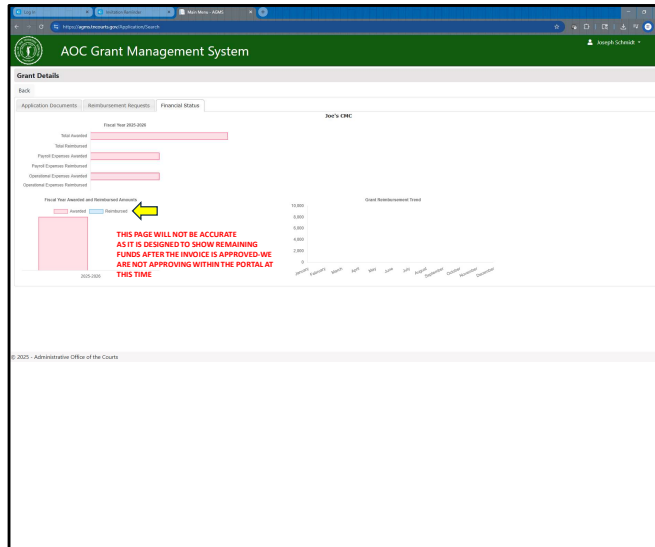 Log in
Invitation Reminder
Main Menu - AGMS
https://agms.tncourts.gov/Application/Search
AOC Grant Management System
Joseph Schmidt
Grant Details
Back
Application Documents Reimbursement Requests Financial Status
Joe's CMC
Fiscal Year 2025-2026
Total Awarded
Total Reimbursed
Payroll Expenses Awarded
Payroll Expenses Reimbursed
Operational Expenses Awarded
Operational Expenses Reimbursed
Fiscal Year Awarded and Reimbursed Amounts
Awarded Reimbursed
2025-2026
THIS PAGE WILL NOT BE ACCURATE
AS IT IS DESIGNED TO SHOW REMAINING
FUNDS AFTER THE INVOICE IS APPROVED-WE
ARE NOT APPROVING WITHIN THE PORTAL AT
THIS TIME
Grant Reimbursement Trend
10,000
8,000
6,000
4,000
2,000
0
January February March April May June July August September October November December
© 2025 - Administrative Office of the Courts